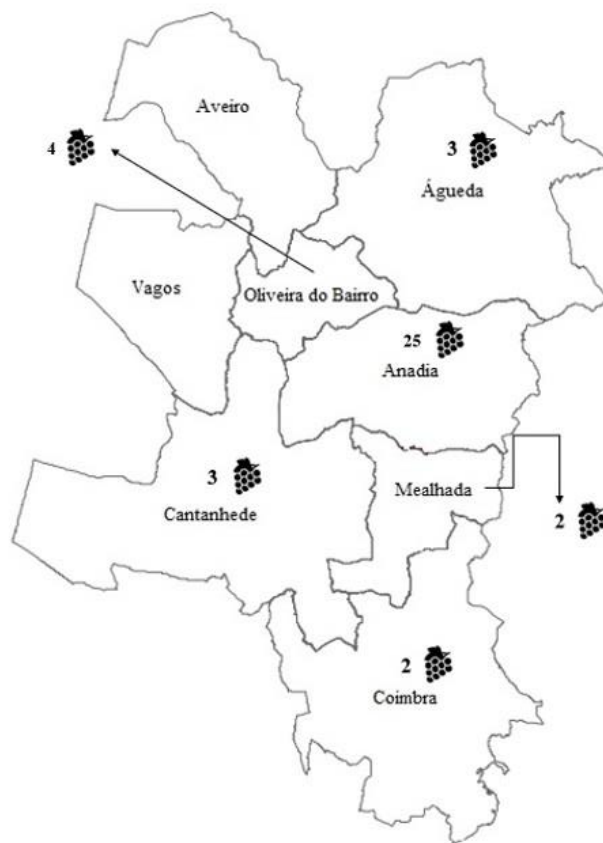 Aveiro
4
3
Águeda
Vagos
Oliveira do Bairro
25
Anadia
3
Cantanhede
Mealhada
2
2
Coimbra